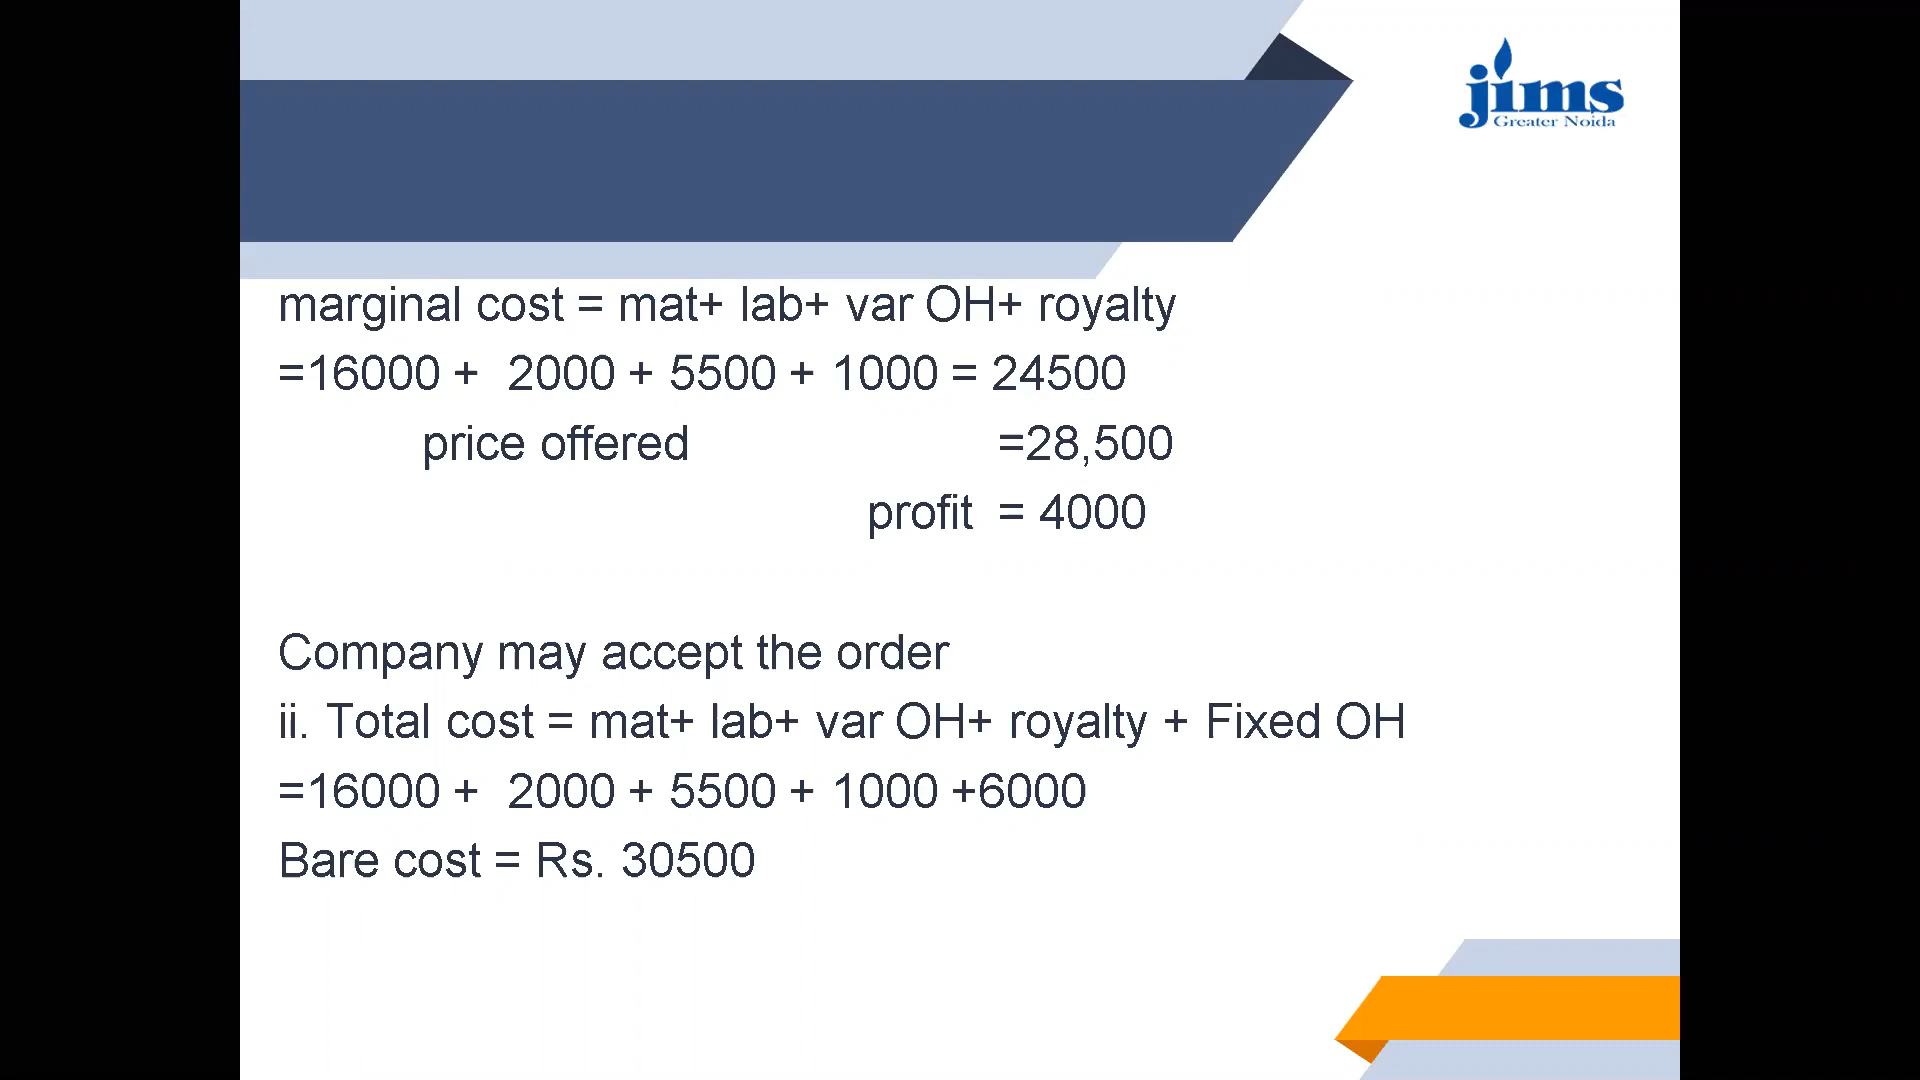 jims
Greater Noida
marginal cost = mat+ lab+ var OH+ royalty
=16000 + 2000 + 5500 + 1000 = 24500
price offered =28,500
profit = 4000
Company may accept the order
ii. Total cost = mat+ lab+ var OH+ royalty + Fixed OH
=16000 + 2000 + 5500 + 1000 +6000
Bare cost = Rs. 30500